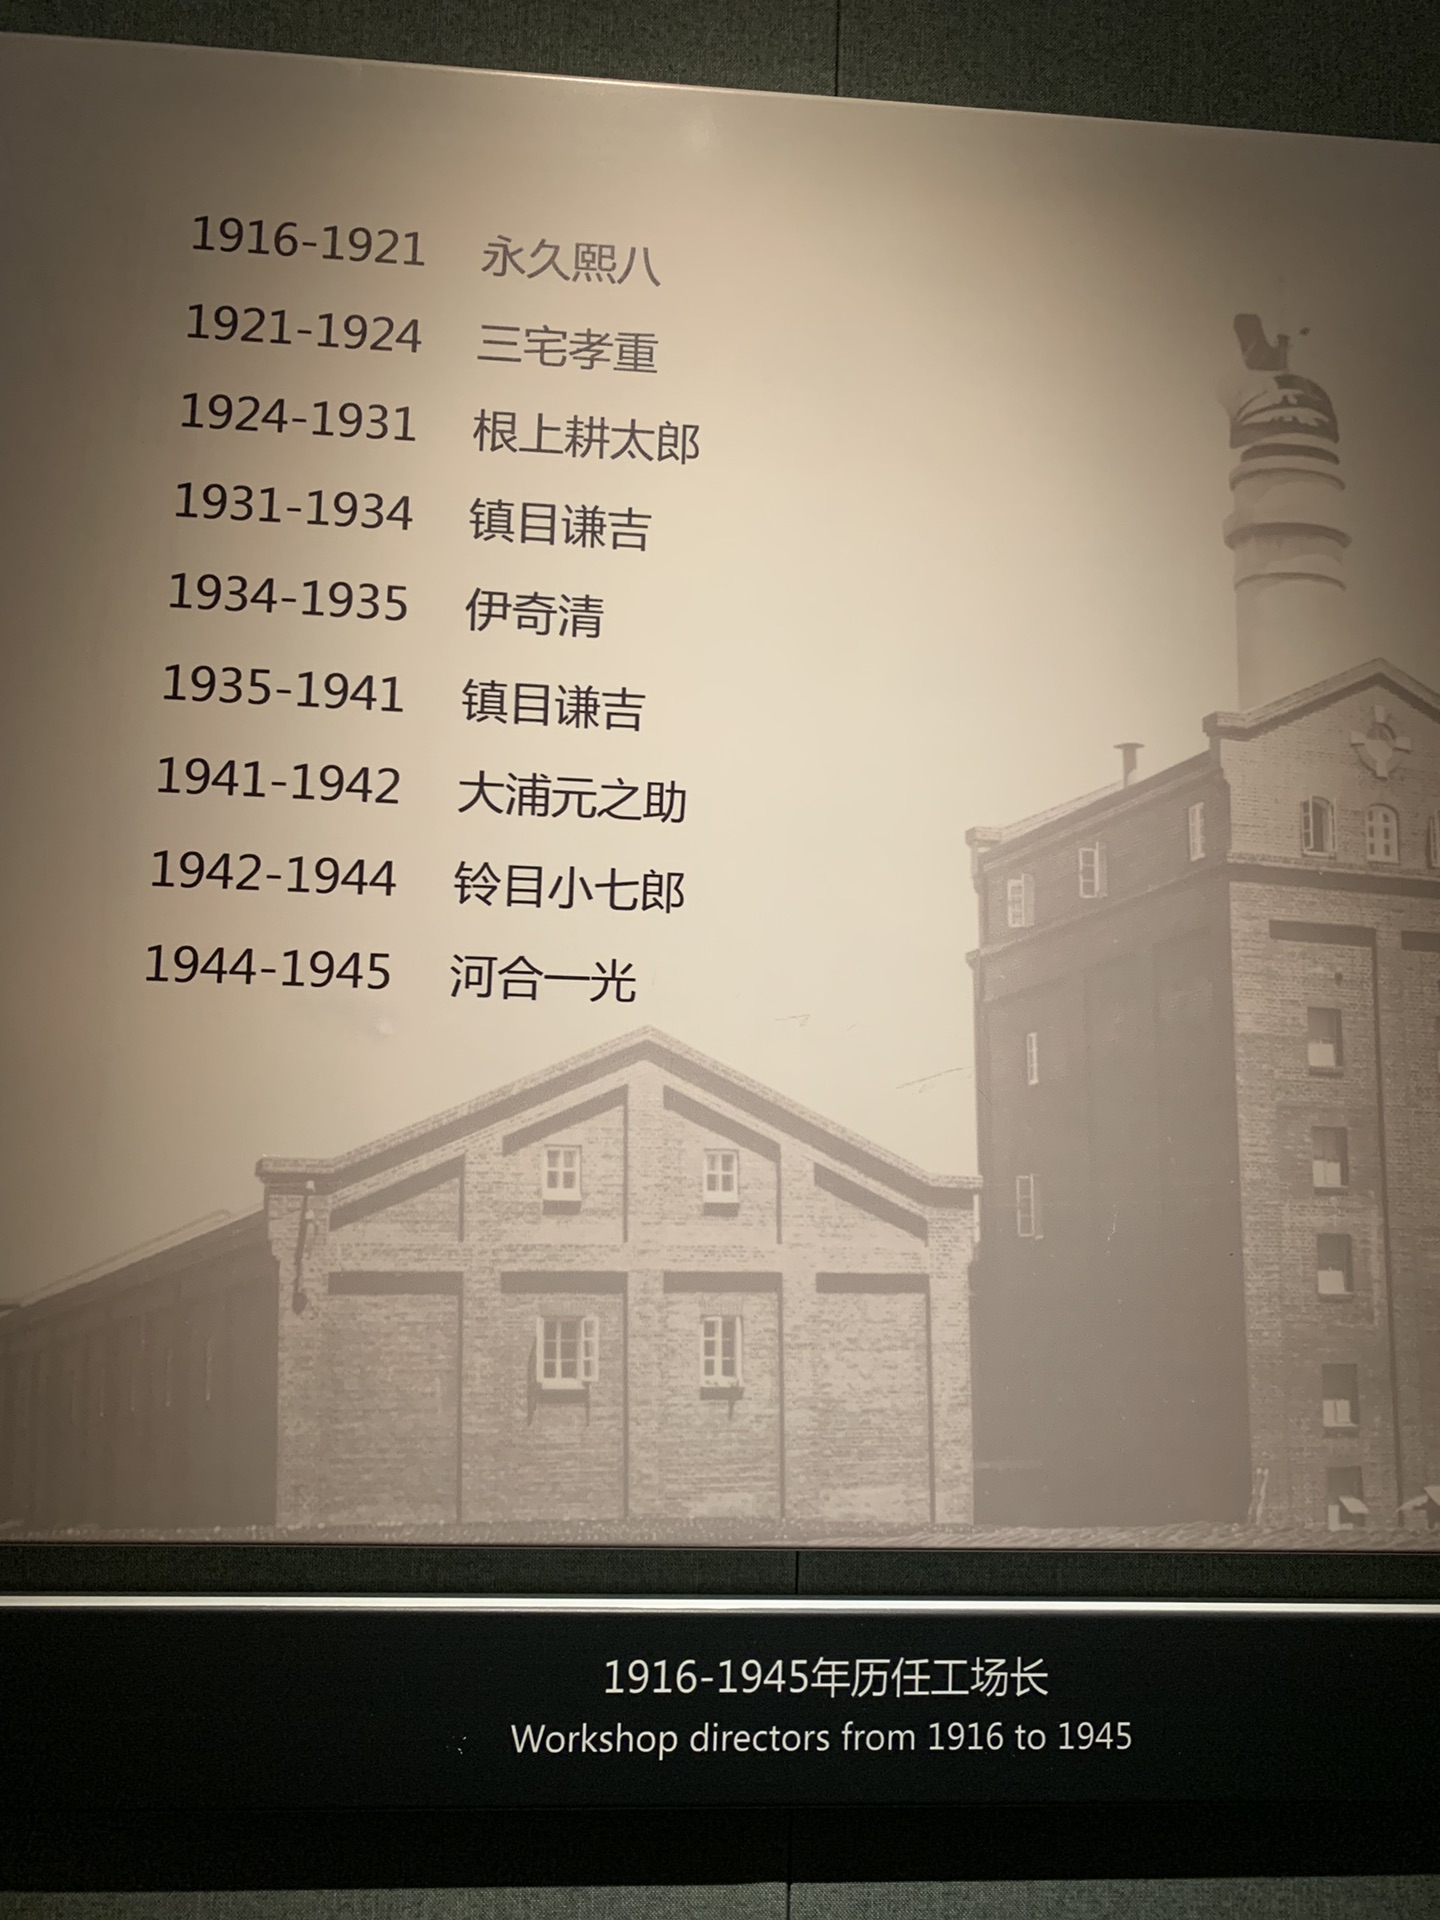 1916-1921 永久熙八
1921-1924 三宅孝重
1924-1931 根上耕太郎
1931-1934 镇目谦吉
1934-1935 伊奇清
1935-1941 镇目谦吉
1941-1942 大浦元之助
1942-1944 铃目小七郎
1944-1945 河合一光
1916-1945年历任工场长
Workshop directors from 1916 to 1945